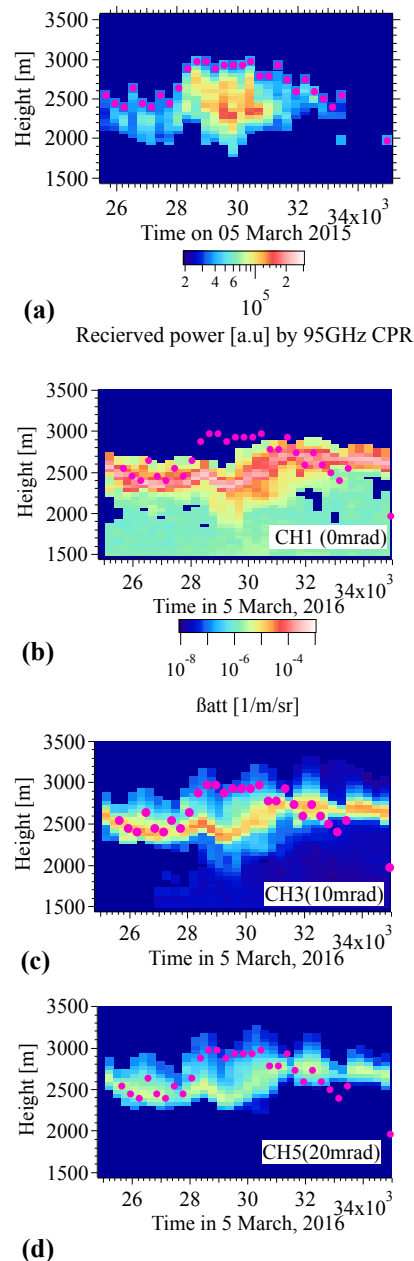 3500
3000
2500
2000
1500
Height [m]
26 28 30 32 34x10³
Time on 05 March 2015
2 4 6 8 10⁵ 2
(a)
Recierved power [a.u] by 95GHz CPR
3500
3000
2500
2000
1500
Height [m]
CH1 (0mrad)
26 28 30 32 34x10³
Time in 5 March, 2016
(b)
10⁻⁸ 10⁻⁶ 10⁻⁴
ßatt [1/m/sr]
3500
3000
2500
2000
1500
Height [m]
CH3(10mrad)
26 28 30 32 34x10³
(c)
Time in 5 March, 2016
3500
3000
2500
2000
1500
Height [m]
CH5(20mrad)
26 28 30 32 34x10³
Time in 5 March, 2016
(d)